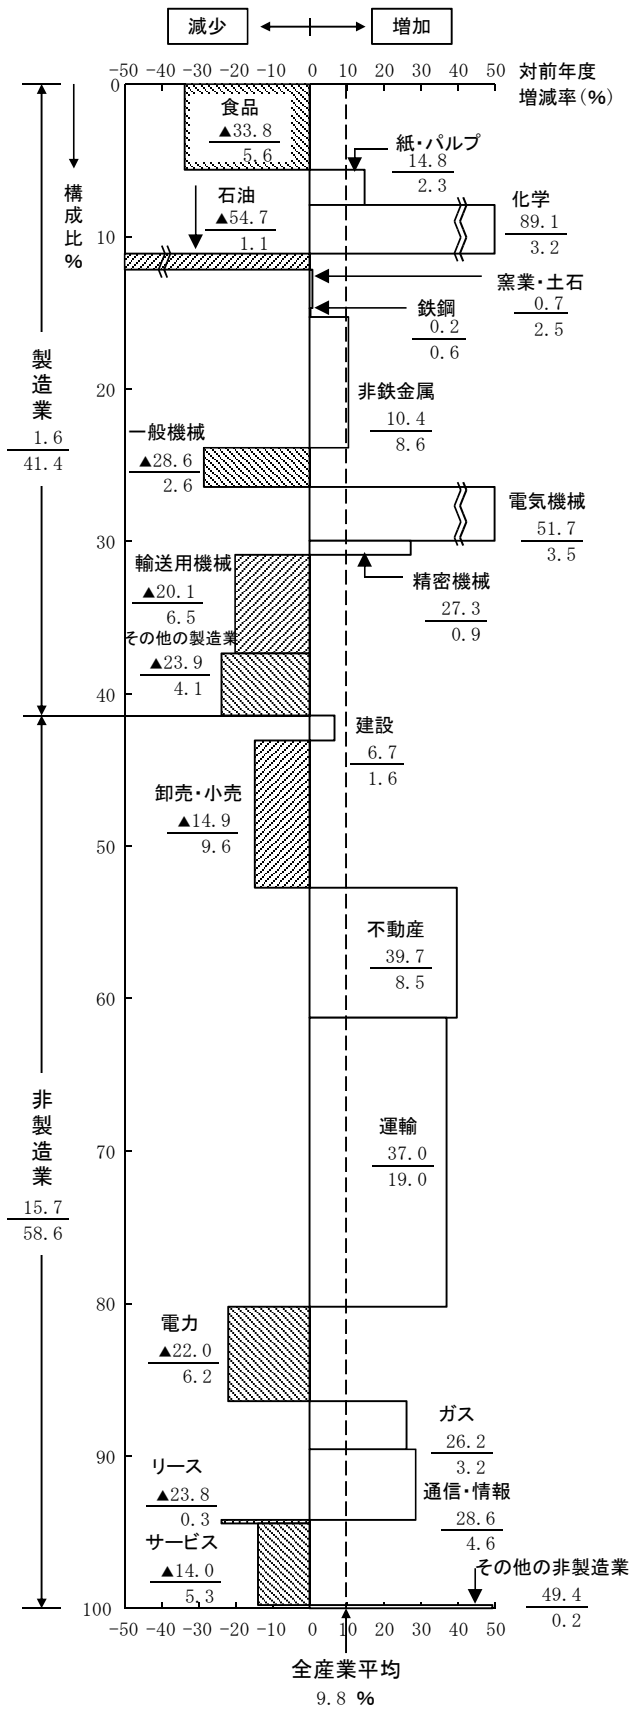 減少 増加
-50 -40 -30 -20 -10 0 10 20 30 40 50 対前年度
増減率(%)
0
構成比%
食品
▲33.8
5.6
紙・パルプ
14.8
2.3
石油
▲54.7
1.1
化学
89.1
3.2
10
窯業・土石
0.7
2.5
鉄鋼
0.2
0.6
製造業
1.6
41.4
20
非鉄金属
10.4
8.6
一般機械
▲28.6
2.6
電気機械
51.7
3.5
30
輸送用機械
▲20.1
6.5
精密機械
27.3
0.9
その他の製造業
▲23.9
4.1
40
建設
6.7
1.6
卸売・小売
▲14.9
9.6
50
不動産
39.7
8.5
60
非製造業
15.7
58.6
運輸
37.0
19.0
70
80
電力
▲22.0
6.2
ガス
26.2
3.2
90
リース
▲23.8
0.3
通信・情報
28.6
4.6
サービス
▲14.0
5.3
その他の非製造業
49.4
0.2
100
-50 -40 -30 -20 -10 0 10 20 30 40 50
全産業平均
9.8 %